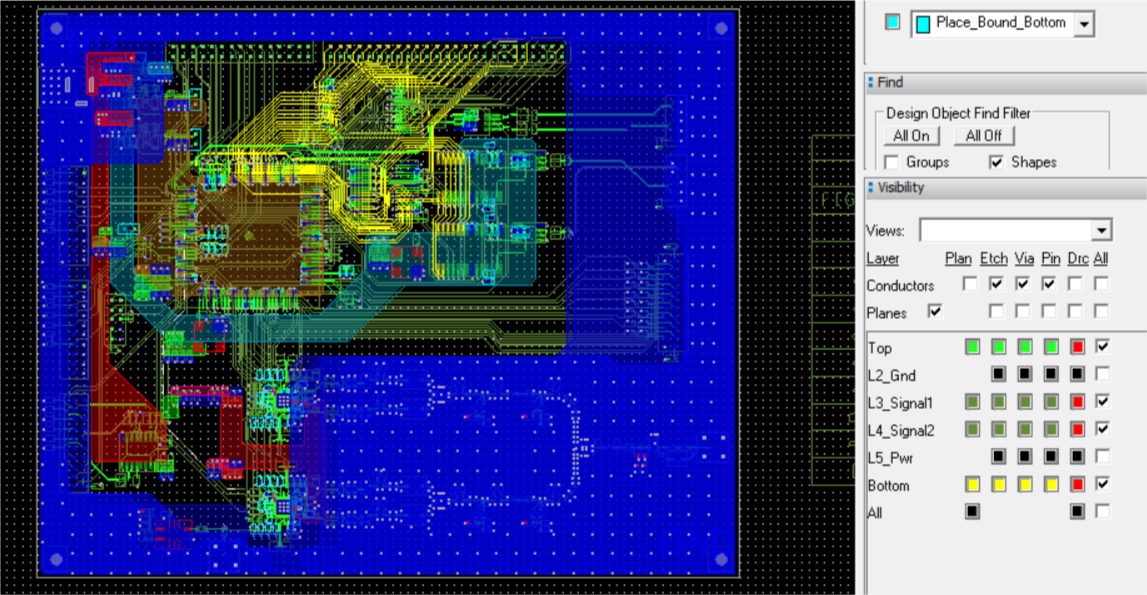 Place_Bound_Bottom
Find
Design Object Find Filter
All On All Off
Groups Shapes
Visibility
Views:
Layer Plan Etch Via Pin Drc All
Conductors
Planes
Top
L2_Gnd
L3_Signal1
L4_Signal2
L5_Pwr
Bottom
All